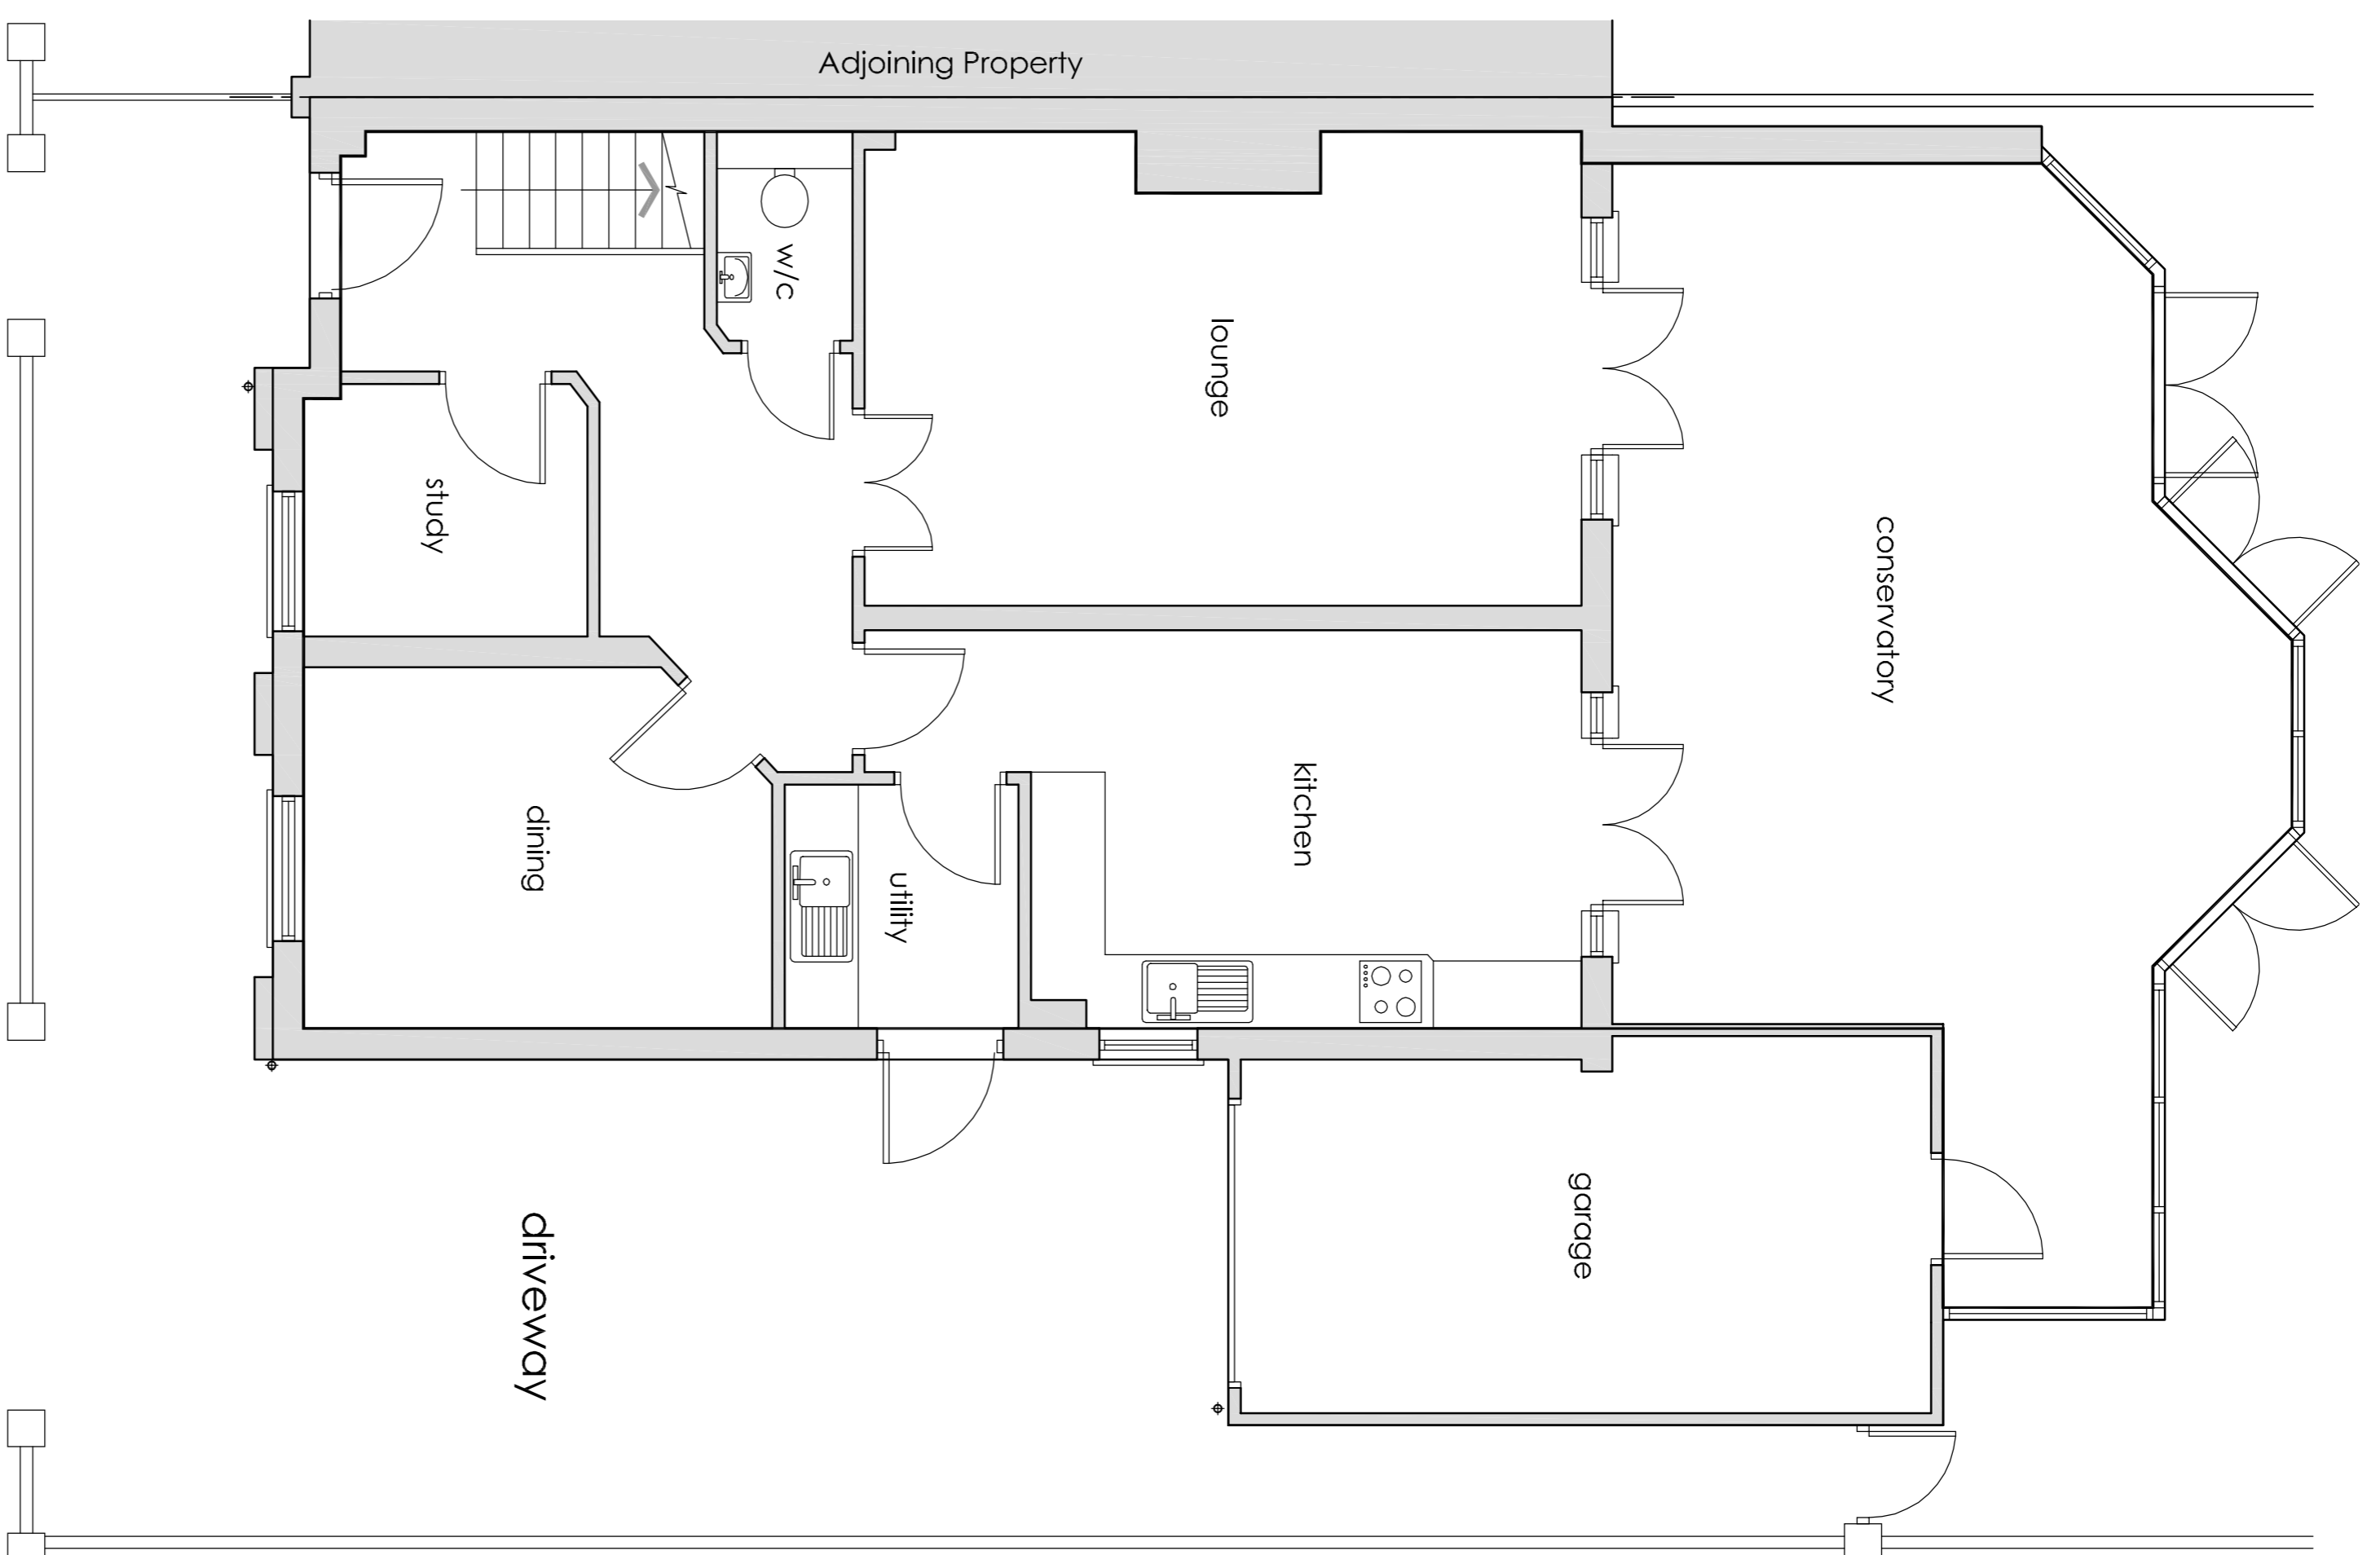 Adjoining Property
w/c
lounge
study
conservatory
kitchen
dining
utility
garage
driveway